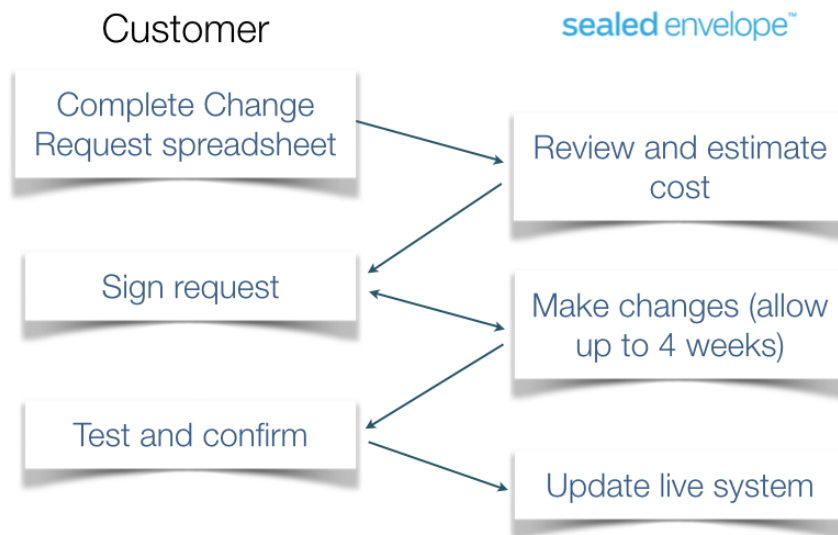 Customer
sealed envelope™
Complete Change
Request spreadsheet
Review and estimate
cost
Sign request
Make changes (allow
up to 4 weeks)
Test and confirm
Update live system